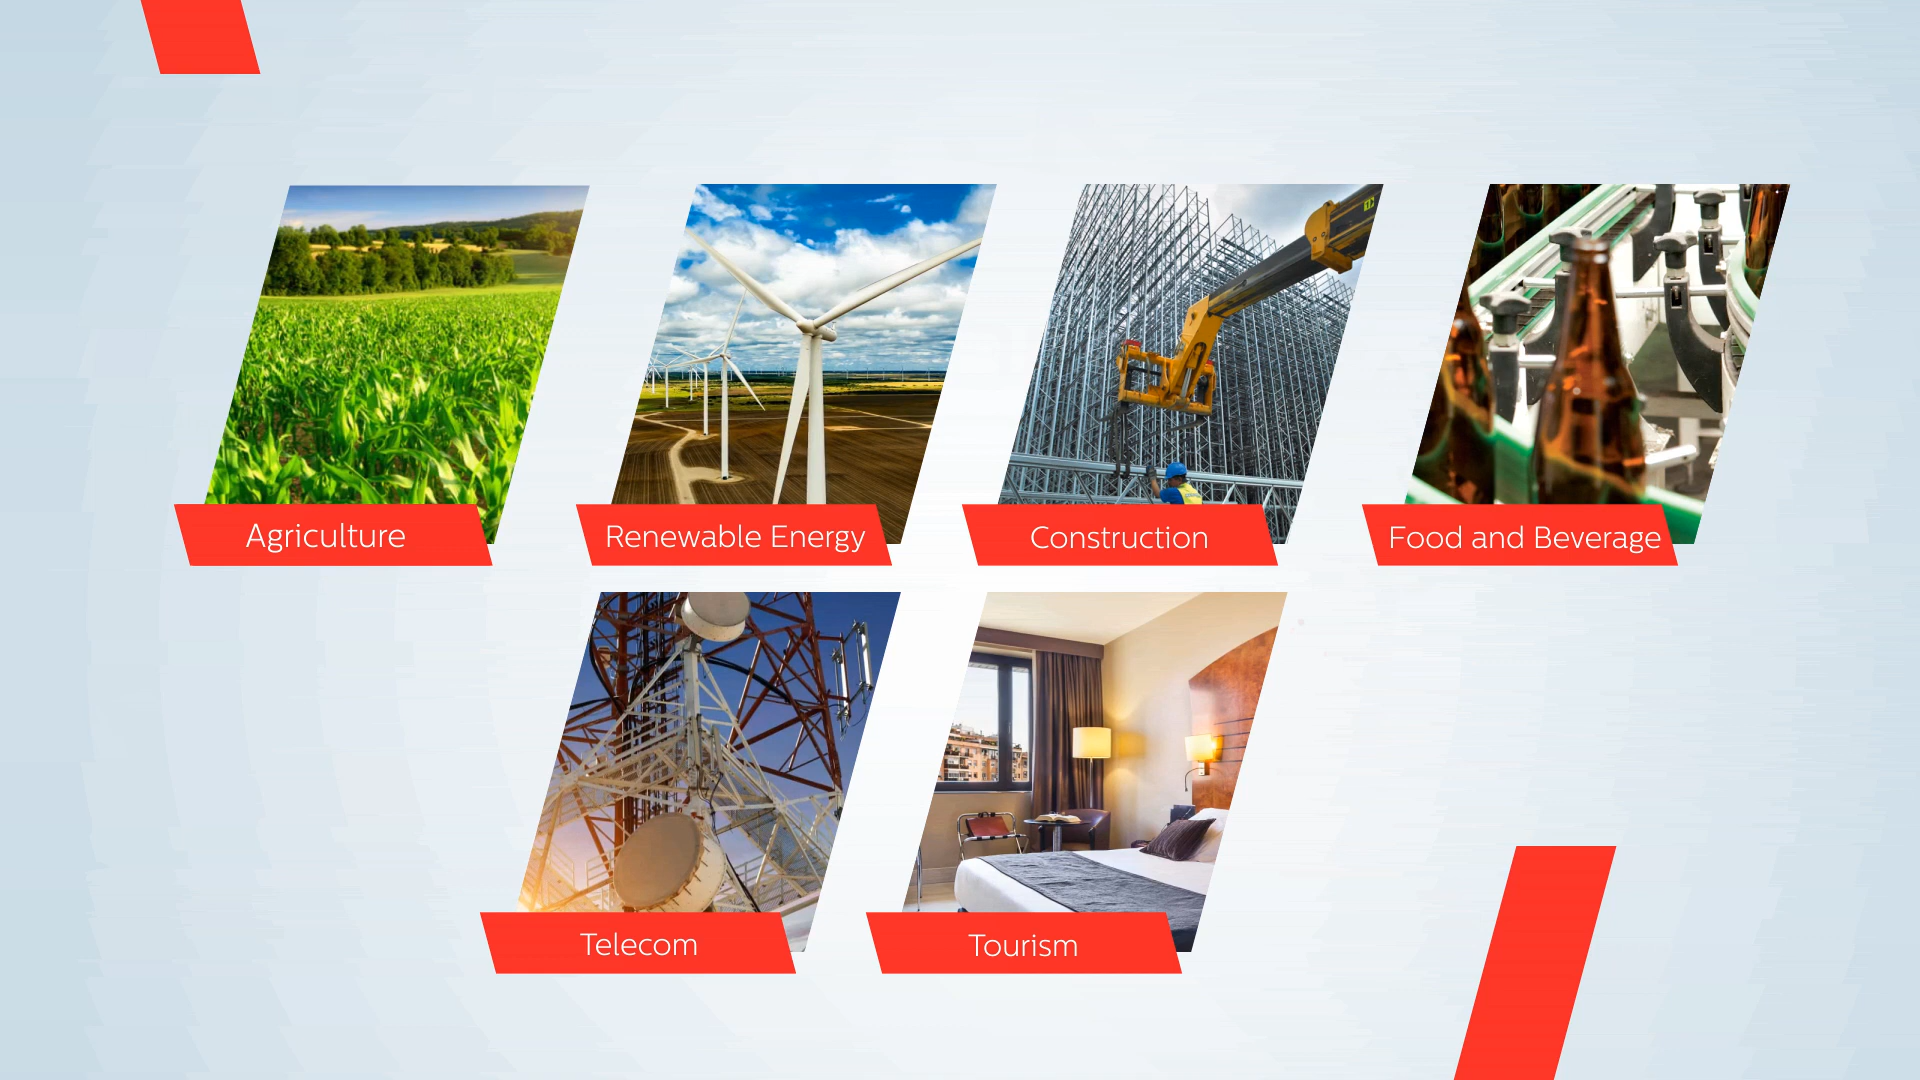 Agriculture
Renewable Energy
Construction
Food and Beverage
Telecom
Tourism